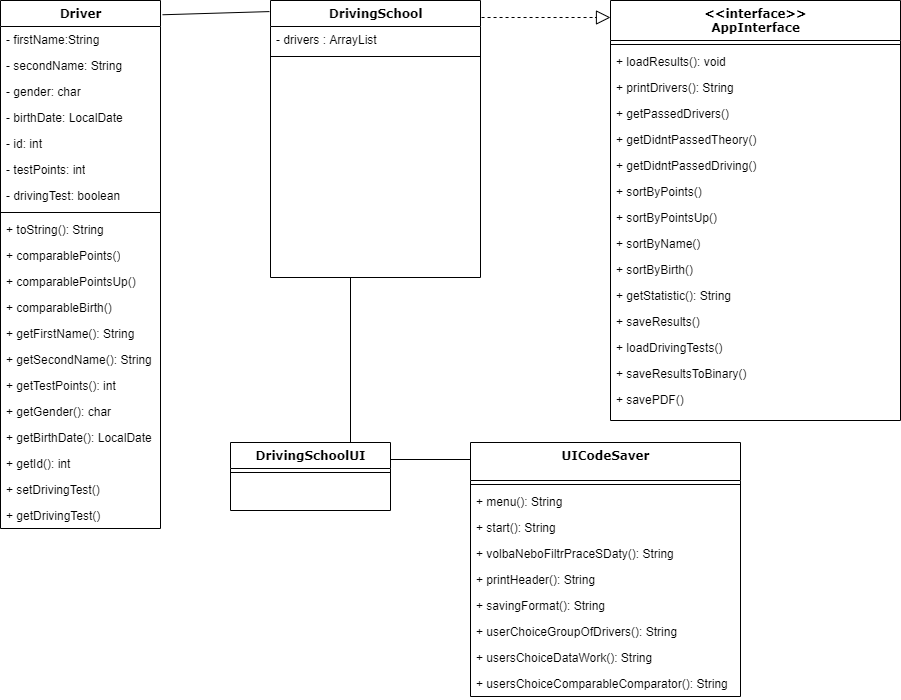 Driver
- firstName:String
- secondName: String
- gender: char
- birthDate: LocalDate
- id: int
- testPoints: int
- drivingTest: boolean
+ toString(): String
+ comparablePoints()
+ comparablePointsUp()
+ comparableBirth()
+ getFirstName(): String
+ getSecondName(): String
+ getTestPoints(): int
+ getGender(): char
+ getBirthDate(): LocalDate
+ getId(): int
+ setDrivingTest()
+ getDrivingTest()
DrivingSchool
- drivers : ArrayList
<<interface>>
AppInterface
+ loadResults(): void
+ printDrivers(): String
+ getPassedDrivers()
+ getDidntPassedTheory()
+ getDidntPassedDriving()
+ sortByPoints()
+ sortByPointsUp()
+ sortByName()
+ sortByBirth()
+ getStatistic(): String
+ saveResults()
+ loadDrivingTests()
+ saveResultsToBinary()
+ savePDF()
DrivingSchoolUI
UICodeSaver
+ menu(): String
+ start(): String
+ volbaNeboFiltrPraceSDaty(): String
+ printHeader(): String
+ savingFormat(): String
+ userChoiceGroupOfDrivers(): String
+ usersChoiceDataWork(): String
+ usersChoiceComparableComparator(): String